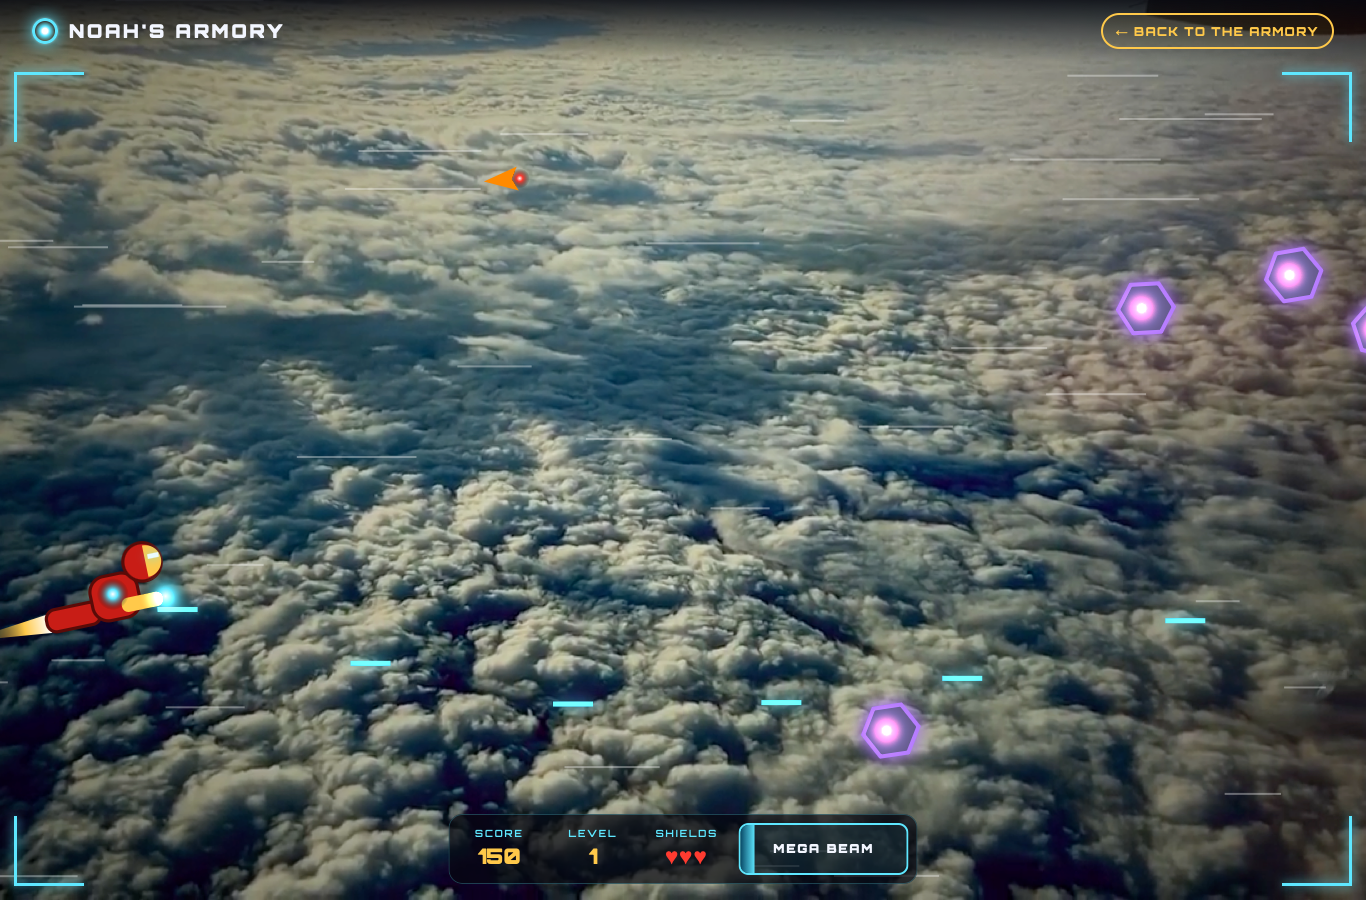 NOAH'S ARMORY
← BACK TO THE ARMORY
SCORE
150
LEVEL
1
SHIELDS
♥♥♥
MEGA BEAM